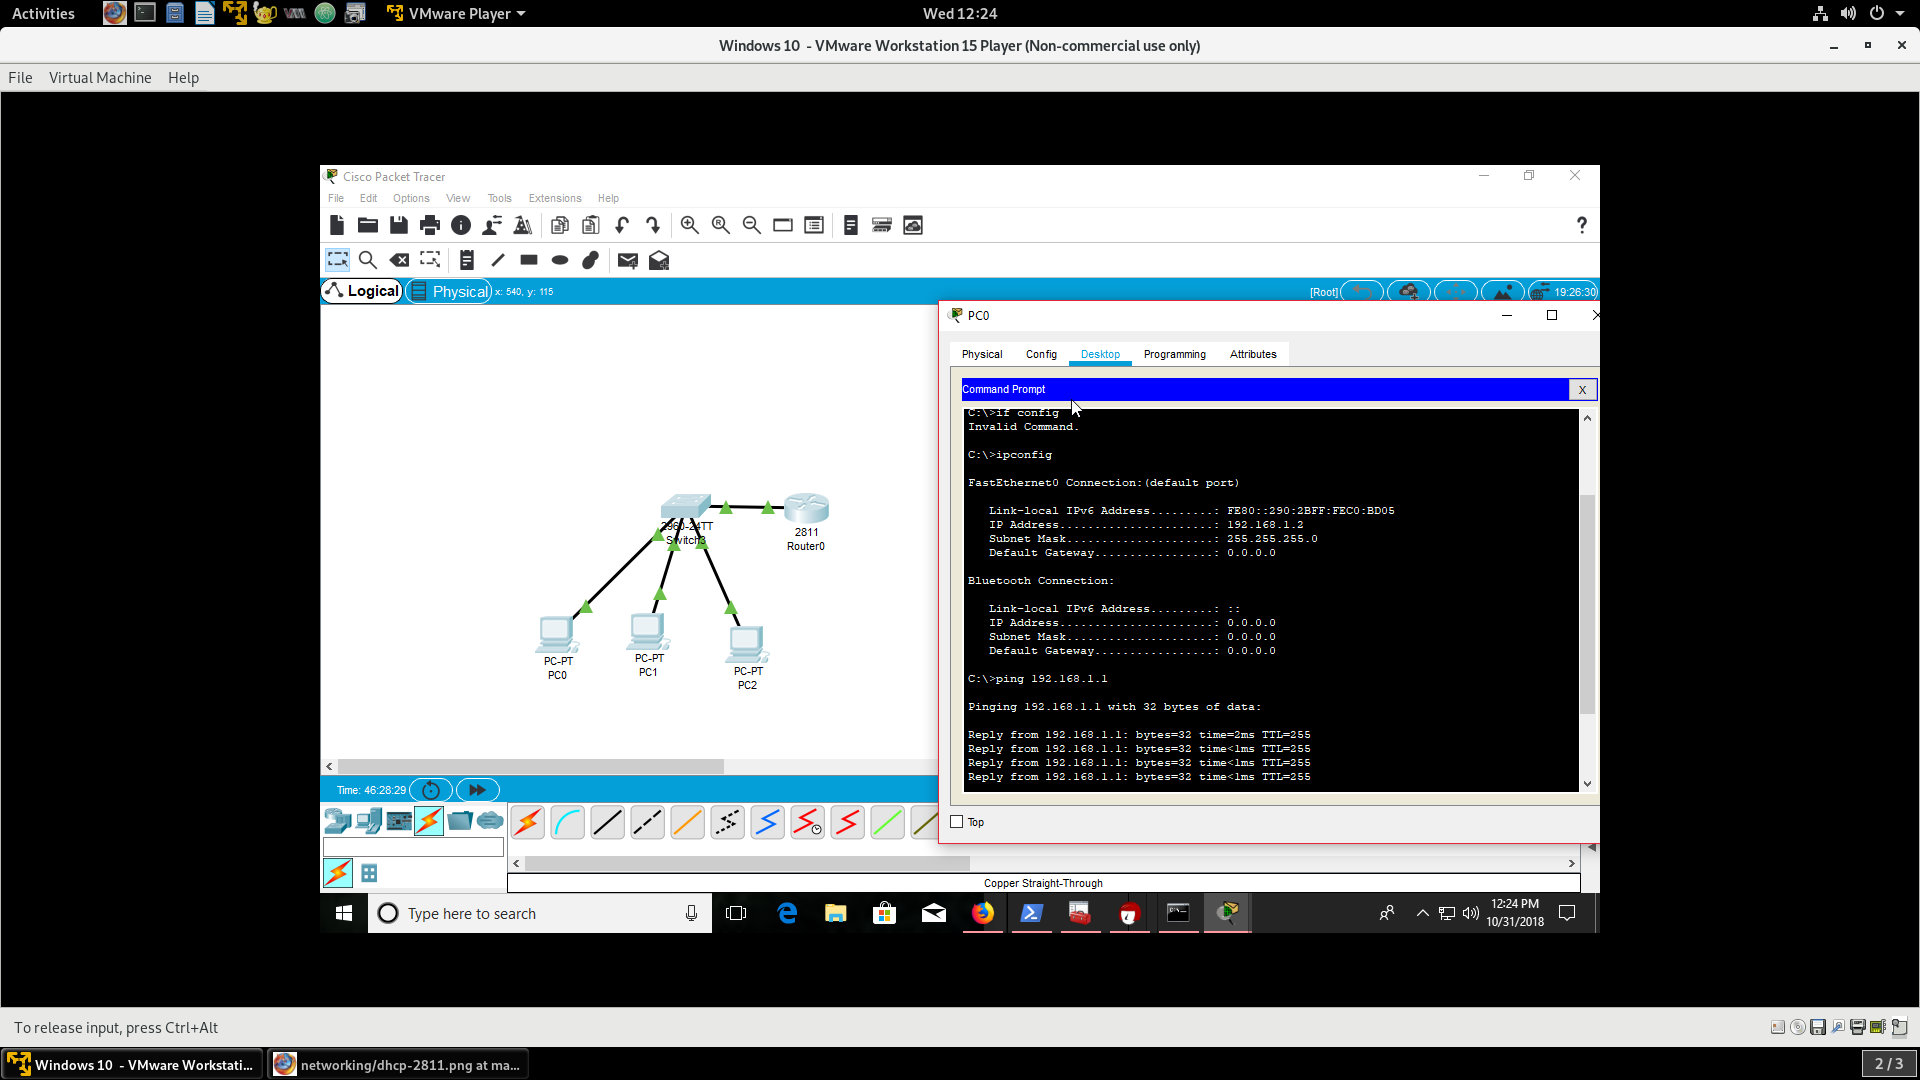 Activities
VMware Player
Wed 12:24
Windows 10 - VMware Workstation 15 Player (Non-commercial use only)
File Virtual Machine Help
Cisco Packet Tracer
File Edit Options View Tools Extensions Help
?
Logical Physical x: 540, y: 115
[Root] 19:26:30
PC0
Physical Config Desktop Programming Attributes
Command Prompt
X
C:\>if config
Invalid Command.
C:\>ipconfig
FastEthernet0 Connection:(default port)
Link-local IPv6 Address.........: FE80::290:2BFF:FEC0:BD05
IP Address......................: 192.168.1.2
Subnet Mask.....................: 255.255.255.0
Default Gateway.................: 0.0.0.0
Bluetooth Connection:
Link-local IPv6 Address.........: ::
IP Address......................: 0.0.0.0
Subnet Mask.....................: 0.0.0.0
Default Gateway.................: 0.0.0.0
C:\>ping 192.168.1.1
Pinging 192.168.1.1 with 32 bytes of data:
Reply from 192.168.1.1: bytes=32 time=2ms TTL=255
Reply from 192.168.1.1: bytes=32 time<1ms TTL=255
Reply from 192.168.1.1: bytes=32 time<1ms TTL=255
Reply from 192.168.1.1: bytes=32 time<1ms TTL=255
Top
2960-24TT
Switch3
2811
Router0
PC-PT
PC0
PC-PT
PC1
PC-PT
PC2
Time: 46:28:29
Copper Straight-Through
Type here to search
12:24 PM
10/31/2018
To release input, press Ctrl+Alt
Windows 10 - VMware Workstati...
networking/dhcp-2811.png at ma...
2 / 3